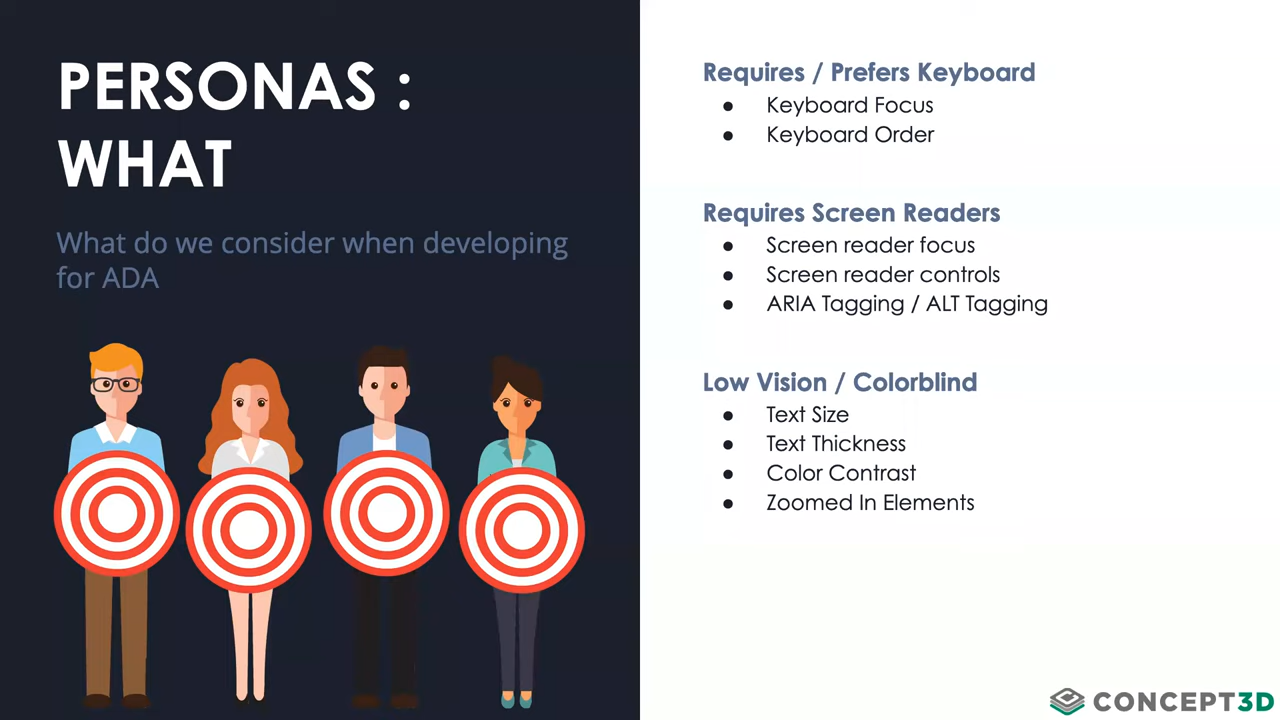 PERSONAS :
WHAT
What do we consider when developing
for ADA
Requires / Prefers Keyboard
● Keyboard Focus
● Keyboard Order
Requires Screen Readers
● Screen reader focus
● Screen reader controls
● ARIA Tagging / ALT Tagging
Low Vision / Colorblind
● Text Size
● Text Thickness
● Color Contrast
● Zoomed In Elements
CONCEPT3D